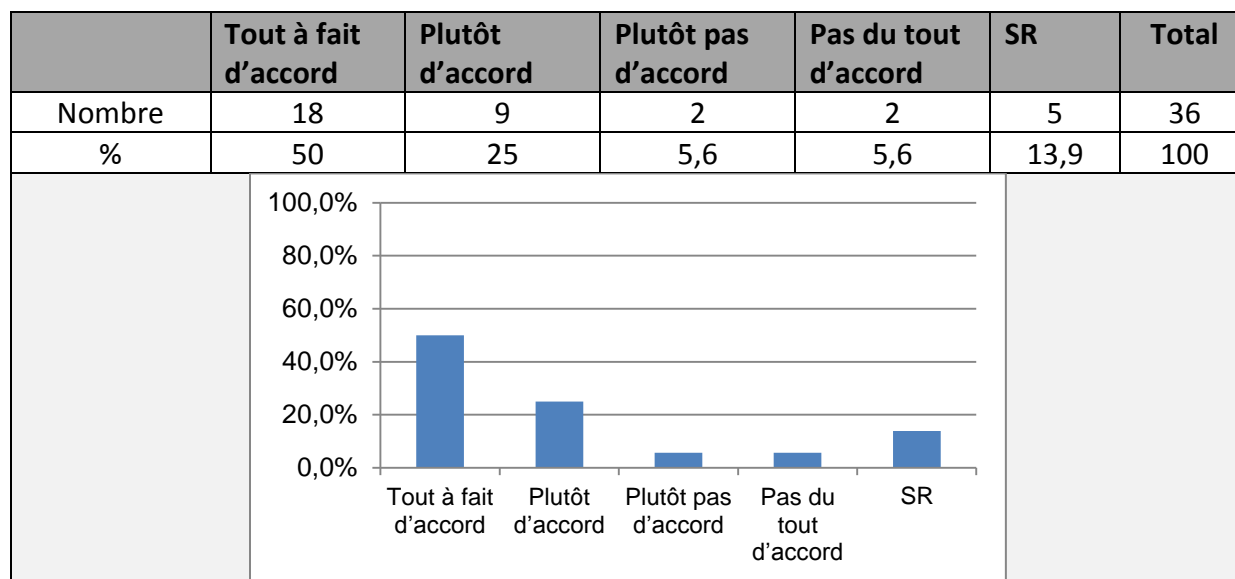 Tout à fait d’accord Plutôt d’accord Plutôt pas d’accord Pas du tout d’accord SR Total
Nombre 18 9 2 2 5 36
% 50 25 5,6 5,6 13,9 100
100,0%
80,0%
60,0%
40,0%
20,0%
0,0%
Tout à fait d’accord Plutôt d’accord Plutôt pas d’accord Pas du tout d’accord SR